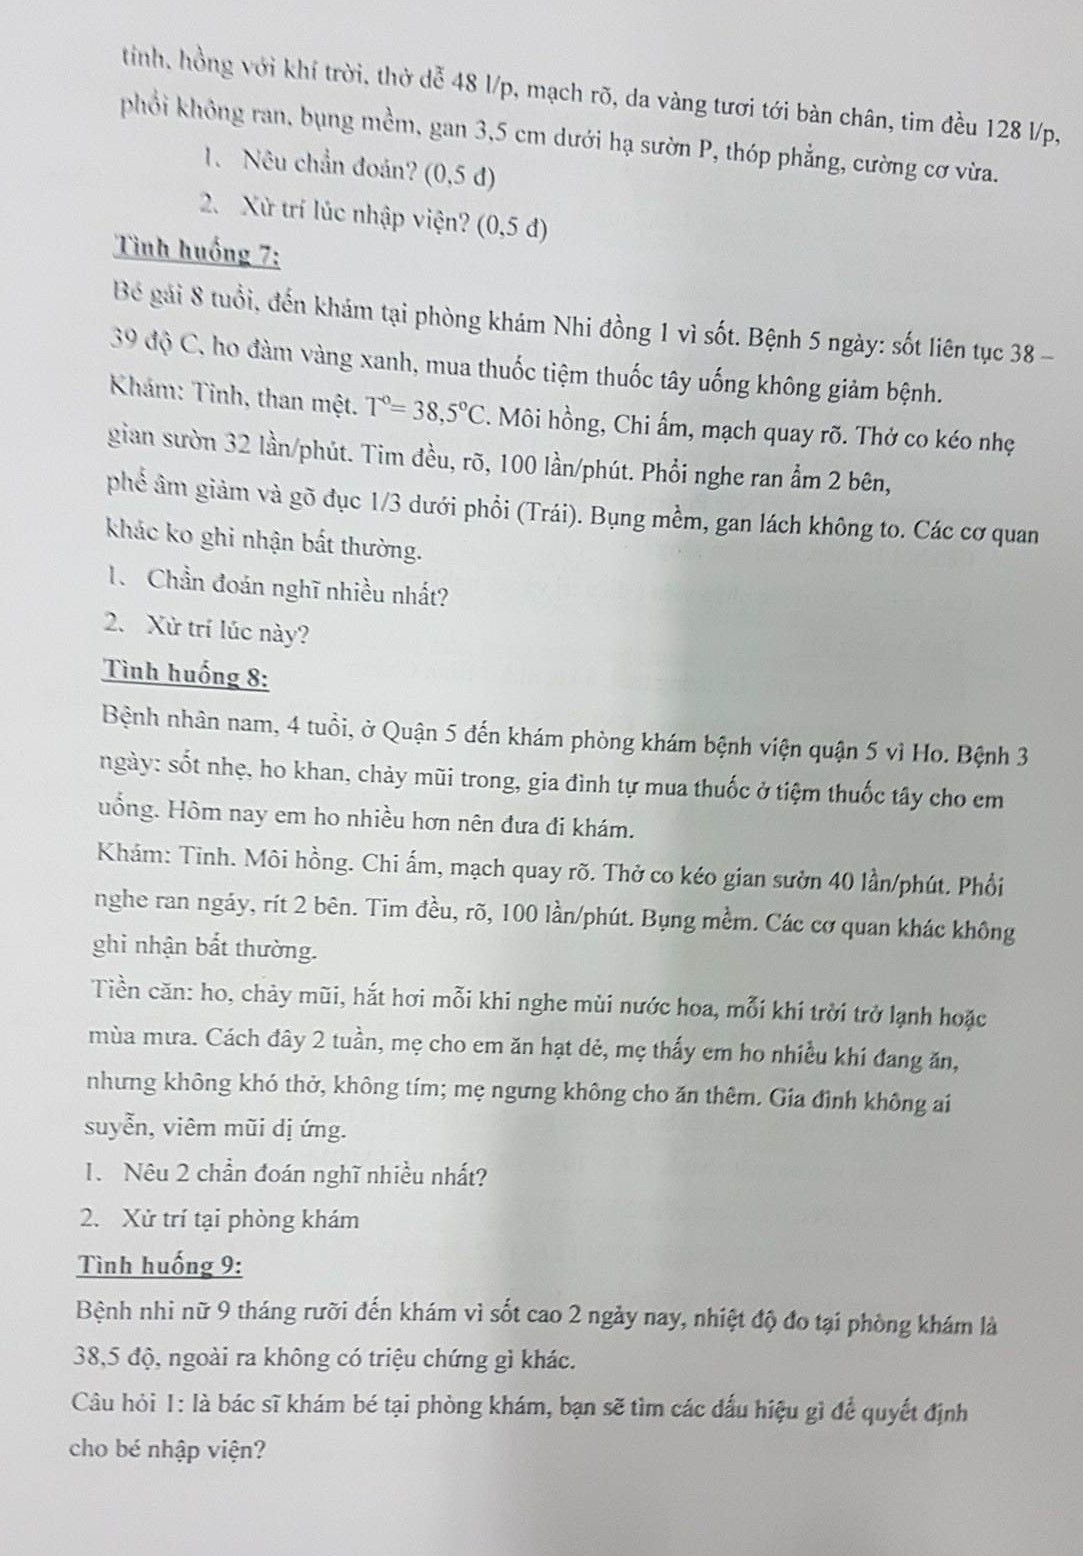 tỉnh, hồng với khí trời, thở dễ 48 l/p, mạch rõ, da vàng tươi tới bàn chân, tim đều 128 l/p,
phổi không ran, bụng mềm, gan 3,5 cm dưới hạ sườn P, thóp phẳng, cường cơ vừa.
1. Nêu chẩn đoán? (0,5 đ)
2. Xử trí lúc nhập viện? (0,5 đ)
Tình huống 7:
Bé gái 8 tuổi, đến khám tại phòng khám Nhi đồng 1 vì sốt. Bệnh 5 ngày: sốt liên tục 38 –
39 độ C, ho đàm vàng xanh, mua thuốc tiệm thuốc tây uống không giảm bệnh.
Khám: Tỉnh, than mệt. T⁰= 38,5⁰C. Môi hồng, Chi ấm, mạch quay rõ. Thở co kéo nhẹ
gian sườn 32 lần/phút. Tim đều, rõ, 100 lần/phút. Phổi nghe ran ẩm 2 bên,
phế âm giảm và gõ đục 1/3 dưới phổi (Trái). Bụng mềm, gan lách không to. Các cơ quan
khác ko ghi nhận bất thường.
1. Chẩn đoán nghĩ nhiều nhất?
2. Xử trí lúc này?
Tình huống 8:
Bệnh nhân nam, 4 tuổi, ở Quận 5 đến khám phòng khám bệnh viện quận 5 vì Ho. Bệnh 3
ngày: sốt nhẹ, ho khan, chảy mũi trong, gia đình tự mua thuốc ở tiệm thuốc tây cho em
uống. Hôm nay em ho nhiều hơn nên đưa đi khám.
Khám: Tỉnh. Môi hồng. Chi ấm, mạch quay rõ. Thở co kéo gian sườn 40 lần/phút. Phổi
nghe ran ngáy, rít 2 bên. Tim đều, rõ, 100 lần/phút. Bụng mềm. Các cơ quan khác không
ghi nhận bất thường.
Tiền căn: ho, chảy mũi, hắt hơi mỗi khi nghe mùi nước hoa, mỗi khi trời trở lạnh hoặc
mùa mưa. Cách đây 2 tuần, mẹ cho em ăn hạt dẻ, mẹ thấy em ho nhiều khi đang ăn,
nhưng không khó thở, không tím; mẹ ngưng không cho ăn thêm. Gia đình không ai
suyễn, viêm mũi dị ứng.
1. Nêu 2 chẩn đoán nghĩ nhiều nhất?
2. Xử trí tại phòng khám
Tình huống 9:
Bệnh nhi nữ 9 tháng rưỡi đến khám vì sốt cao 2 ngày nay, nhiệt độ đo tại phòng khám là
38,5 độ, ngoài ra không có triệu chứng gì khác.
Câu hỏi 1: là bác sĩ khám bé tại phòng khám, bạn sẽ tìm các dấu hiệu gì để quyết định
cho bé nhập viện?